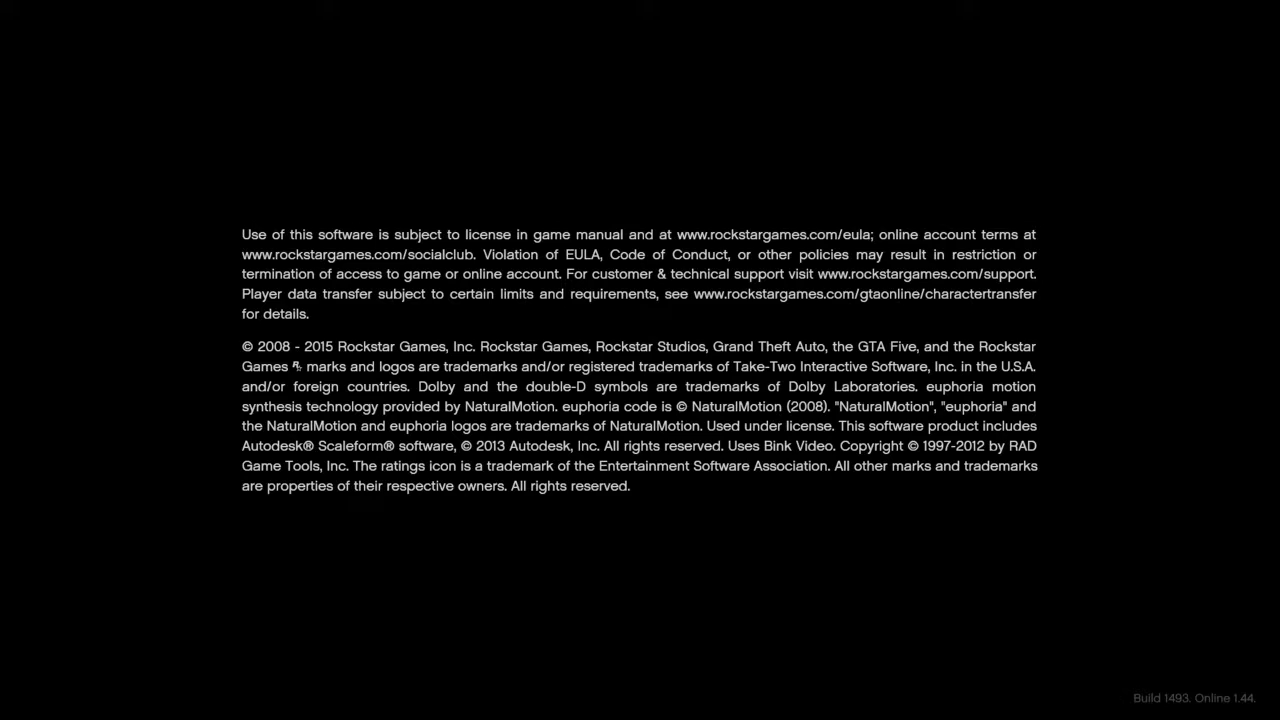 Use of this software is subject to license in game manual and at www.rockstargames.com/eula; online account terms at
www.rockstargames.com/socialclub. Violation of EULA, Code of Conduct, or other policies may result in restriction or
termination of access to game or online account. For customer & technical support visit www.rockstargames.com/support.
Player data transfer subject to certain limits and requirements, see www.rockstargames.com/gtaonline/charactertransfer
for details.
© 2008 - 2015 Rockstar Games, Inc. Rockstar Games, Rockstar Studios, Grand Theft Auto, the GTA Five, and the Rockstar
Games R* marks and logos are trademarks and/or registered trademarks of Take-Two Interactive Software, Inc. in the U.S.A.
and/or foreign countries. Dolby and the double-D symbols are trademarks of Dolby Laboratories. euphoria motion
synthesis technology provided by NaturalMotion. euphoria code is © NaturalMotion (2008). "NaturalMotion", "euphoria" and
the NaturalMotion and euphoria logos are trademarks of NaturalMotion. Used under license. This software product includes
Autodesk® Scaleform® software, © 2013 Autodesk, Inc. All rights reserved. Uses Bink Video. Copyright © 1997-2012 by RAD
Game Tools, Inc. The ratings icon is a trademark of the Entertainment Software Association. All other marks and trademarks
are properties of their respective owners. All rights reserved.
Build 1493. Online 1.44.